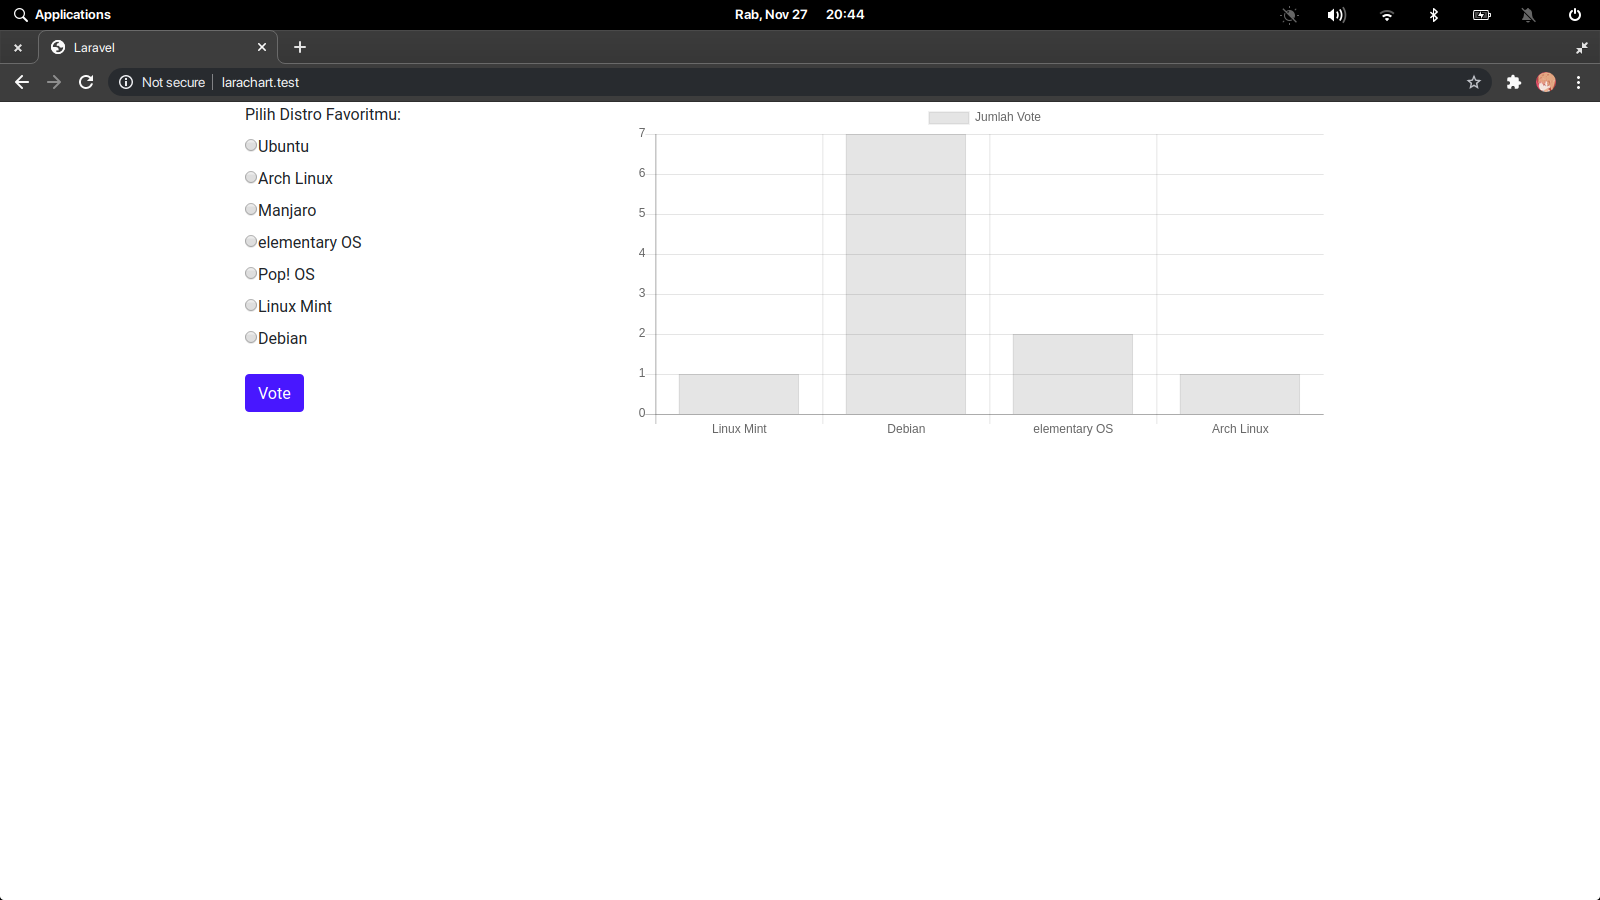 Applications
Rab, Nov 27 20:44
Laravel
Not secure larachart.test
Pilih Distro Favoritmu:
Ubuntu
Arch Linux
Manjaro
elementary OS
Pop! OS
Linux Mint
Debian
Vote
Jumlah Vote
7
6
5
4
3
2
1
0
Linux Mint Debian elementary OS Arch Linux